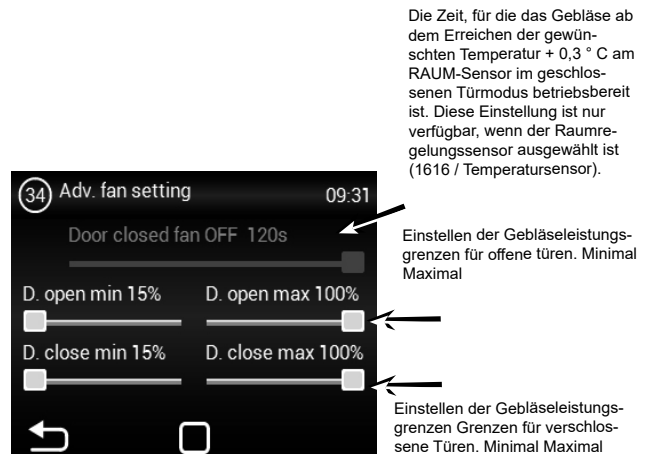 Die Zeit, für die das Gebläse ab
dem Erreichen der gewün-
schten Temperatur + 0,3 ° C am
RAUM-Sensor im geschlos-
senen Türmodus betriebsbereit
ist. Diese Einstellung ist nur
verfügbar, wenn der Raumre-
gelungssensor ausgewählt ist
(1616 / Temperatursensor).
34 Adv. fan setting 09:31
Door closed fan OFF 120s
Einstellen der Gebläseleistungs-
grenzen für offene türen. Minimal
Maximal
D. open min 15% D. open max 100%
D. close min 15% D. close max 100%
Einstellen der Gebläseleistungs-
grenzen Grenzen für verschlos-
sene Türen. Minimal Maximal